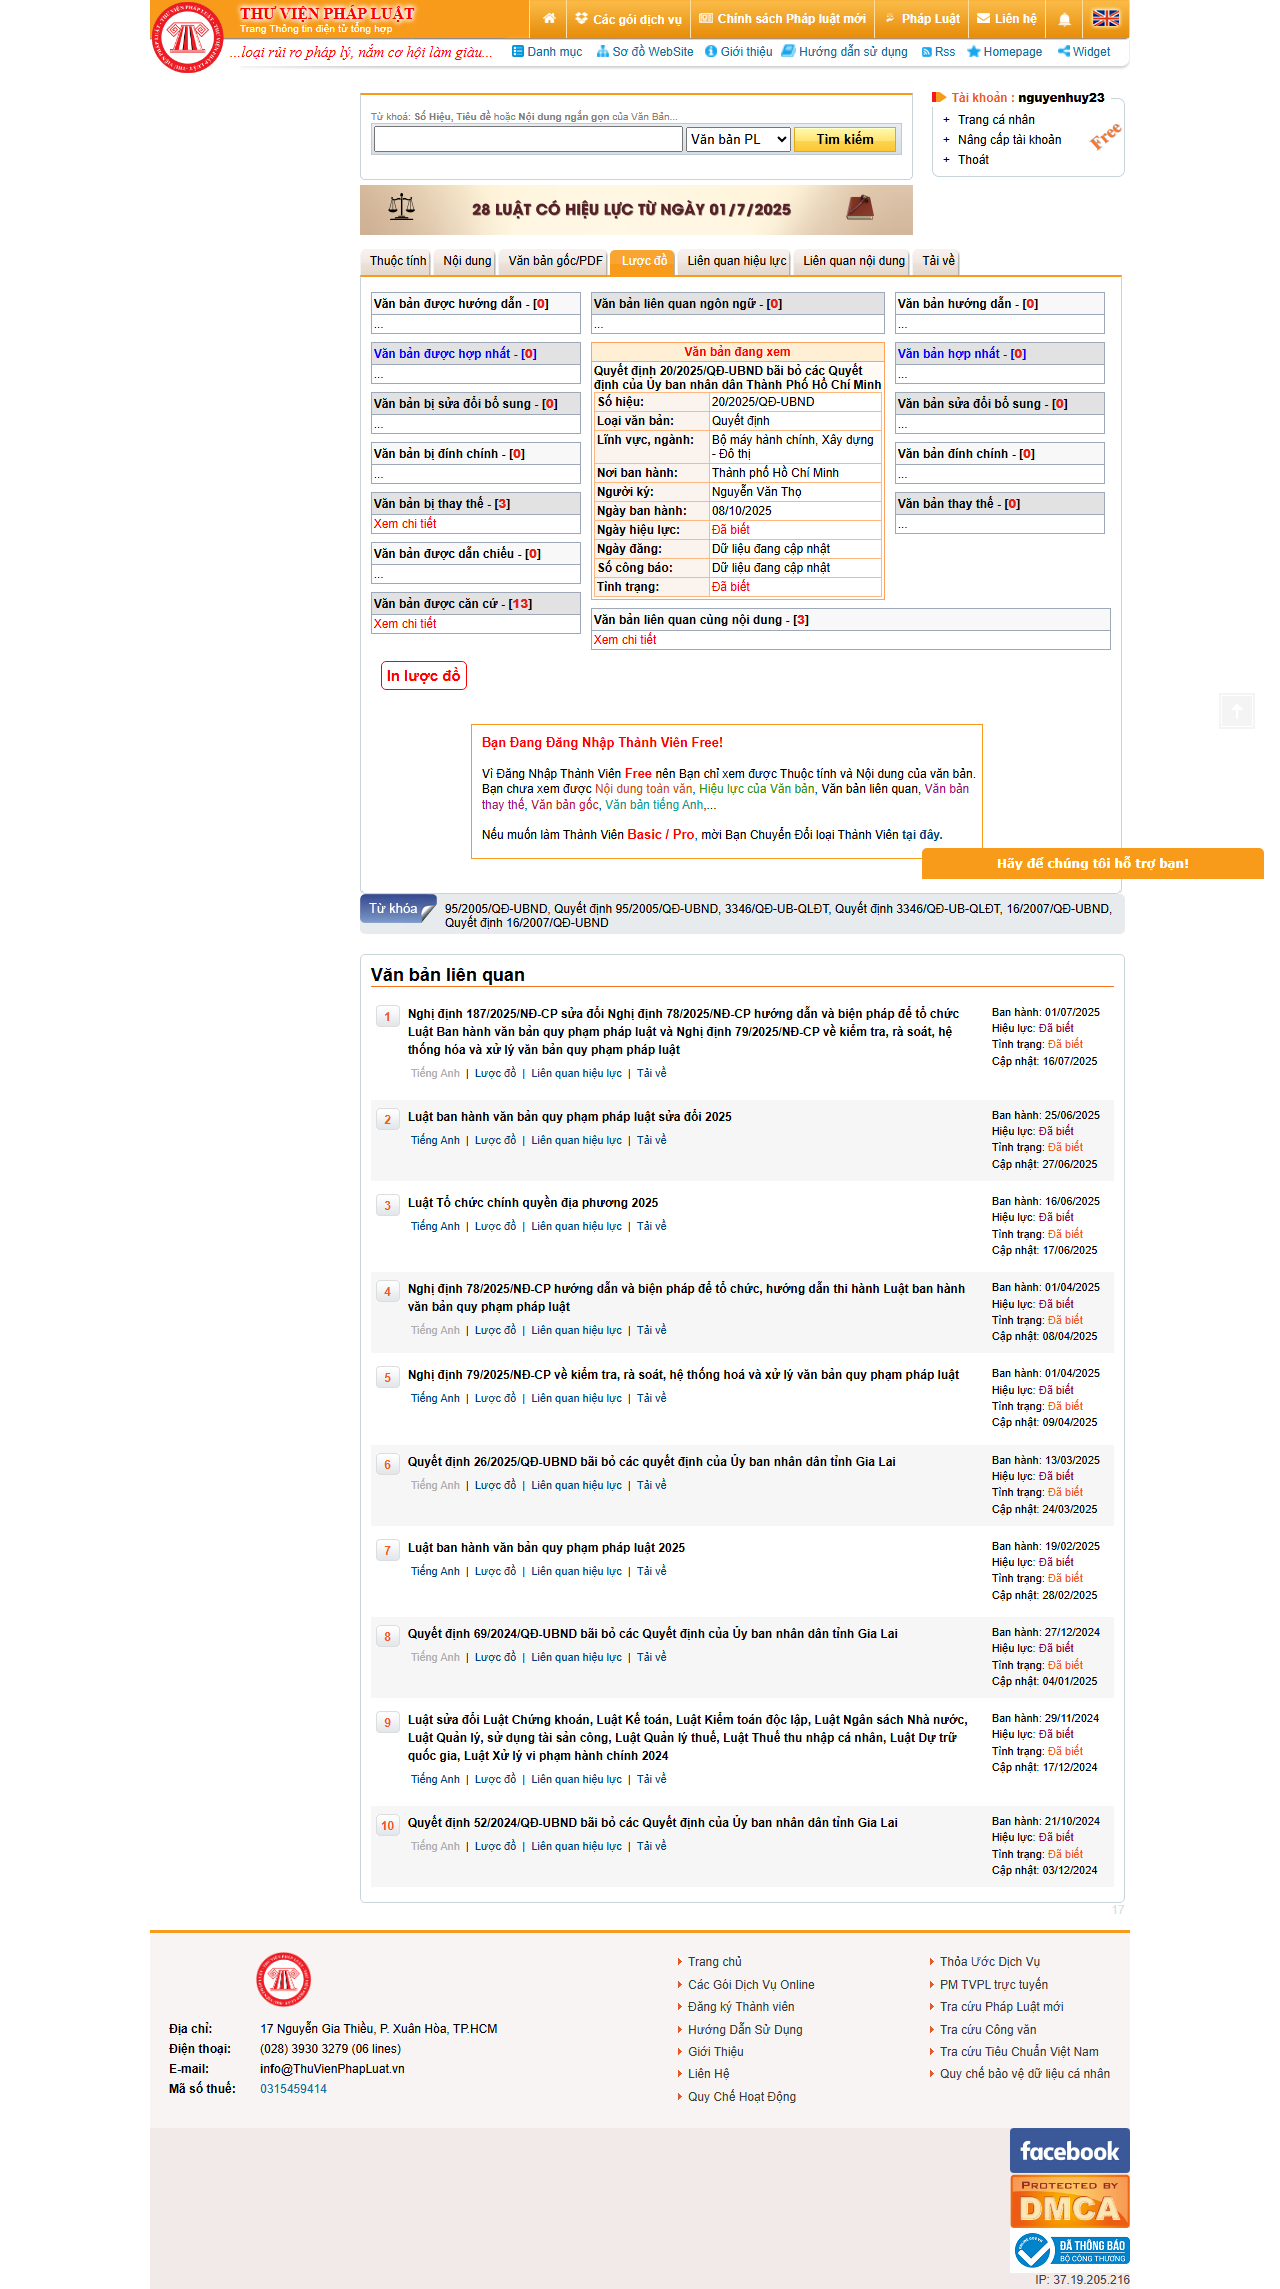 THƯ VIỆN PHÁP LUẬT
Trang Thông tin điện tử tổng hợp
Các gói dịch vụ
Chính sách Pháp luật mới
Pháp Luật
Liên hệ
...loại rủi ro pháp lý, nắm cơ hội làm giàu...
Danh mục
Sơ đồ WebSite
Giới thiệu
Hướng dẫn sử dụng
Rss
Homepage
Widget
Từ khoá: Số Hiệu, Tiêu đề hoặc Nội dung ngắn gọn của Văn Bản...
Văn bản PL
Tìm kiếm
Tài khoản : nguyenhuy23
+ Trang cá nhân
+ Nâng cấp tài khoản
+ Thoát
Free
28 LUẬT CÓ HIỆU LỰC TỪ NGÀY 01/7/2025
Thuộc tính
Nội dung
Văn bản gốc/PDF
Lược đồ
Liên quan hiệu lực
Liên quan nội dung
Tải về
Văn bản được hướng dẫn - [0]
...
Văn bản được hợp nhất - [0]
...
Văn bản bị sửa đổi bổ sung - [0]
...
Văn bản bị đính chính - [0]
...
Văn bản bị thay thế - [3]
Xem chi tiết
Văn bản được dẫn chiếu - [0]
...
Văn bản được căn cứ - [13]
Xem chi tiết
Văn bản liên quan ngôn ngữ - [0]
...
Văn bản đang xem
Quyết định 20/2025/QĐ-UBND bãi bỏ các Quyết
định của Ủy ban nhân dân Thành Phố Hồ Chí Minh
Số hiệu: 20/2025/QĐ-UBND
Loại văn bản: Quyết định
Lĩnh vực, ngành: Bộ máy hành chính, Xây dựng
- Đô thị
Nơi ban hành: Thành phố Hồ Chí Minh
Người ký: Nguyễn Văn Thọ
Ngày ban hành: 08/10/2025
Ngày hiệu lực: Đã biết
Ngày đăng: Dữ liệu đang cập nhật
Số công báo: Dữ liệu đang cập nhật
Tình trạng: Đã biết
Văn bản hướng dẫn - [0]
...
Văn bản hợp nhất - [0]
...
Văn bản sửa đổi bổ sung - [0]
...
Văn bản đính chính - [0]
...
Văn bản thay thế - [0]
...
Văn bản liên quan cùng nội dung - [3]
Xem chi tiết
In lược đồ
Bạn Đang Đăng Nhập Thành Viên Free!
Vì Đăng Nhập Thành Viên Free nên Bạn chỉ xem được Thuộc tính và Nội dung của văn bản.
Bạn chưa xem được Nội dung toàn văn, Hiệu lực của Văn bản, Văn bản liên quan, Văn bản
thay thế, Văn bản gốc, Văn bản tiếng Anh,...
Nếu muốn làm Thành Viên Basic / Pro, mời Bạn Chuyển Đổi loại Thành Viên tại đây.
Hãy để chúng tôi hỗ trợ bạn!
Từ khóa
95/2005/QĐ-UBND, Quyết định 95/2005/QĐ-UBND, 3346/QĐ-UB-QLĐT, Quyết định 3346/QĐ-UB-QLĐT, 16/2007/QĐ-UBND,
Quyết định 16/2007/QĐ-UBND
Văn bản liên quan
1
Nghị định 187/2025/NĐ-CP sửa đổi Nghị định 78/2025/NĐ-CP hướng dẫn và biện pháp để tổ chức
Luật Ban hành văn bản quy phạm pháp luật và Nghị định 79/2025/NĐ-CP về kiểm tra, rà soát, hệ
thống hóa và xử lý văn bản quy phạm pháp luật
Tiếng Anh | Lược đồ | Liên quan hiệu lực | Tải về
Ban hành: 01/07/2025
Hiệu lực: Đã biết
Tình trạng: Đã biết
Cập nhật: 16/07/2025
2
Luật ban hành văn bản quy phạm pháp luật sửa đổi 2025
Tiếng Anh | Lược đồ | Liên quan hiệu lực | Tải về
Ban hành: 25/06/2025
Hiệu lực: Đã biết
Tình trạng: Đã biết
Cập nhật: 27/06/2025
3
Luật Tổ chức chính quyền địa phương 2025
Tiếng Anh | Lược đồ | Liên quan hiệu lực | Tải về
Ban hành: 16/06/2025
Hiệu lực: Đã biết
Tình trạng: Đã biết
Cập nhật: 17/06/2025
4
Nghị định 78/2025/NĐ-CP hướng dẫn và biện pháp để tổ chức, hướng dẫn thi hành Luật ban hành
văn bản quy phạm pháp luật
Tiếng Anh | Lược đồ | Liên quan hiệu lực | Tải về
Ban hành: 01/04/2025
Hiệu lực: Đã biết
Tình trạng: Đã biết
Cập nhật: 08/04/2025
5
Nghị định 79/2025/NĐ-CP về kiểm tra, rà soát, hệ thống hoá và xử lý văn bản quy phạm pháp luật
Tiếng Anh | Lược đồ | Liên quan hiệu lực | Tải về
Ban hành: 01/04/2025
Hiệu lực: Đã biết
Tình trạng: Đã biết
Cập nhật: 09/04/2025
6
Quyết định 26/2025/QĐ-UBND bãi bỏ các quyết định của Ủy ban nhân dân tỉnh Gia Lai
Tiếng Anh | Lược đồ | Liên quan hiệu lực | Tải về
Ban hành: 13/03/2025
Hiệu lực: Đã biết
Tình trạng: Đã biết
Cập nhật: 24/03/2025
7
Luật ban hành văn bản quy phạm pháp luật 2025
Tiếng Anh | Lược đồ | Liên quan hiệu lực | Tải về
Ban hành: 19/02/2025
Hiệu lực: Đã biết
Tình trạng: Đã biết
Cập nhật: 28/02/2025
8
Quyết định 69/2024/QĐ-UBND bãi bỏ các Quyết định của Ủy ban nhân dân tỉnh Gia Lai
Tiếng Anh | Lược đồ | Liên quan hiệu lực | Tải về
Ban hành: 27/12/2024
Hiệu lực: Đã biết
Tình trạng: Đã biết
Cập nhật: 04/01/2025
9
Luật sửa đổi Luật Chứng khoán, Luật Kế toán, Luật Kiểm toán độc lập, Luật Ngân sách Nhà nước,
Luật Quản lý, sử dụng tài sản công, Luật Quản lý thuế, Luật Thuế thu nhập cá nhân, Luật Dự trữ
quốc gia, Luật Xử lý vi phạm hành chính 2024
Tiếng Anh | Lược đồ | Liên quan hiệu lực | Tải về
Ban hành: 29/11/2024
Hiệu lực: Đã biết
Tình trạng: Đã biết
Cập nhật: 17/12/2024
10
Quyết định 52/2024/QĐ-UBND bãi bỏ các Quyết định của Ủy ban nhân dân tỉnh Gia Lai
Tiếng Anh | Lược đồ | Liên quan hiệu lực | Tải về
Ban hành: 21/10/2024
Hiệu lực: Đã biết
Tình trạng: Đã biết
Cập nhật: 03/12/2024
17
Địa chỉ: 17 Nguyễn Gia Thiều, P. Xuân Hòa, TP.HCM
Điện thoại: (028) 3930 3279 (06 lines)
E-mail: info@ThuVienPhapLuat.vn
Mã số thuế: 0315459414
Trang chủ
Các Gói Dịch Vụ Online
Đăng ký Thành viên
Hướng Dẫn Sử Dụng
Giới Thiệu
Liên Hệ
Quy Chế Hoạt Động
Thỏa Ước Dịch Vụ
PM TVPL trực tuyến
Tra cứu Pháp Luật mới
Tra cứu Công văn
Tra cứu Tiêu Chuẩn Việt Nam
Quy chế bảo vệ dữ liệu cá nhân
facebook
PROTECTED BY
DMCA
ĐÃ THÔNG BÁO
BỘ CÔNG THƯƠNG
IP: 37.19.205.216